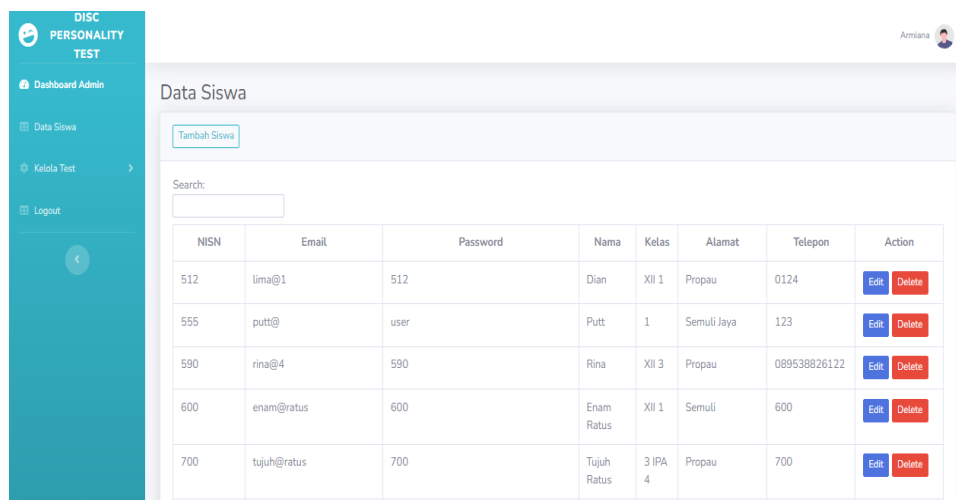 DISC
PERSONALITY
TEST
Armiana
Dashboard Admin
Data Siswa
Kelola Test
Logout
Data Siswa
Tambah Siswa
Search:
NISN Email Password Nama Kelas Alamat Telepon Action
512 lima@1 512 Dian XII 1 Propau 0124 Edit Delete
555 putt@ user Putt 1 Semuli Jaya 123 Edit Delete
590 rina@4 590 Rina XII 3 Propau 089538826122 Edit Delete
600 enam@ratus 600 Enam Ratus XII 1 Semuli 600 Edit Delete
700 tujuh@ratus 700 Tujuh Ratus 3 IPA 4 Propau 700 Edit Delete